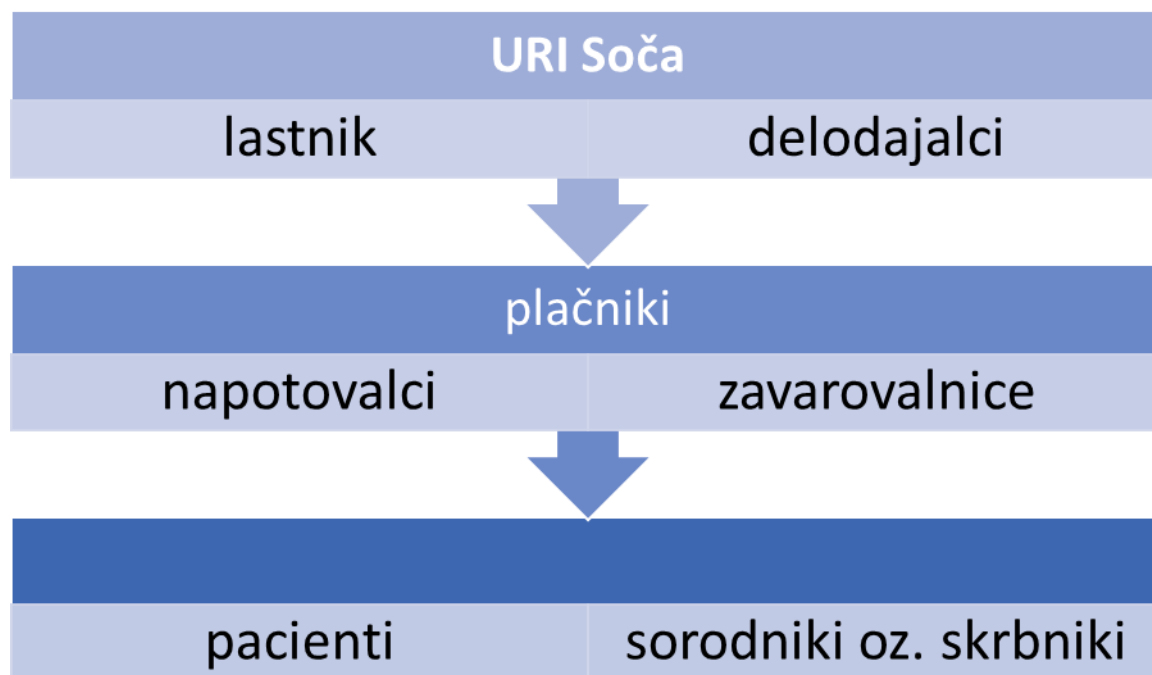 URI Soča
lastnik delodajalci
plačniki
napotovalci zavarovalnice
pacienti sorodniki oz. skrbniki